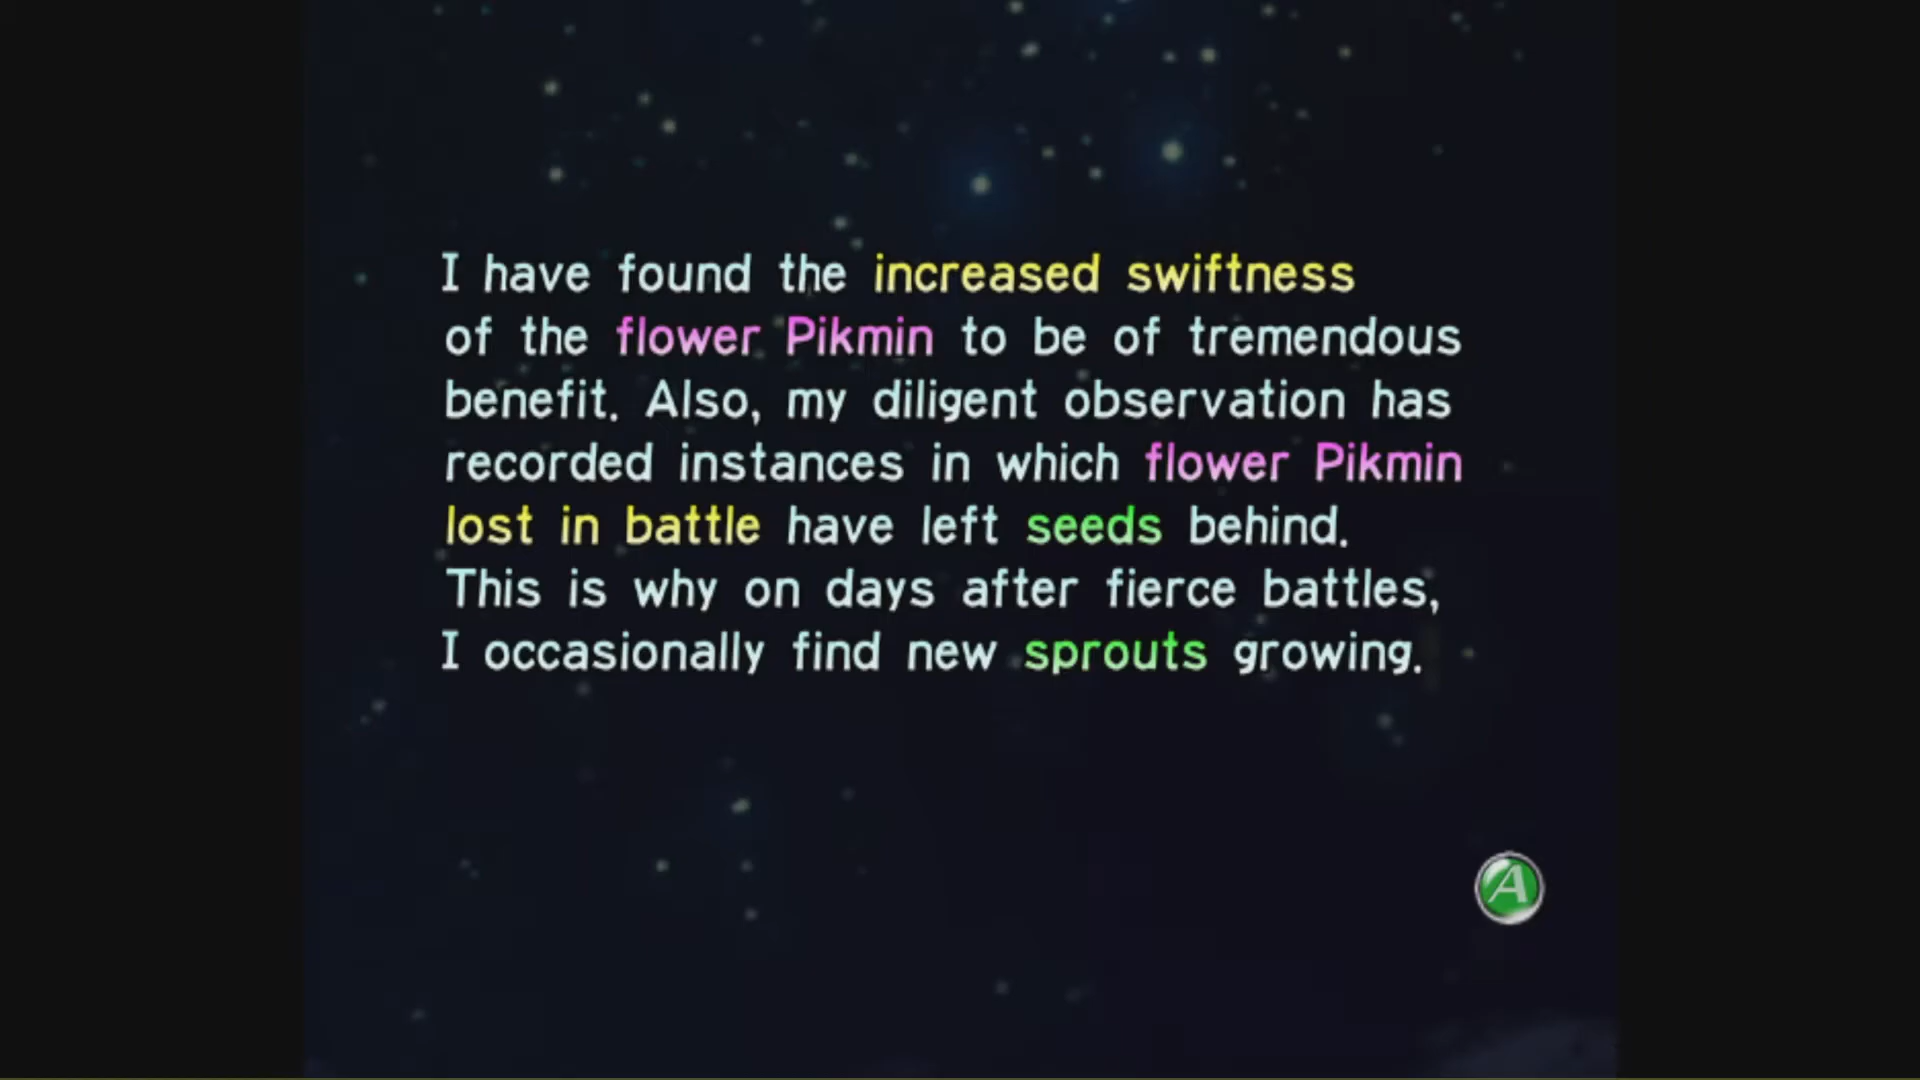 I have found the increased swiftness
of the flower Pikmin to be of tremendous
benefit. Also, my diligent observation has
recorded instances in which flower Pikmin
lost in battle have left seeds behind.
This is why on days after fierce battles,
I occasionally find new sprouts growing.
A